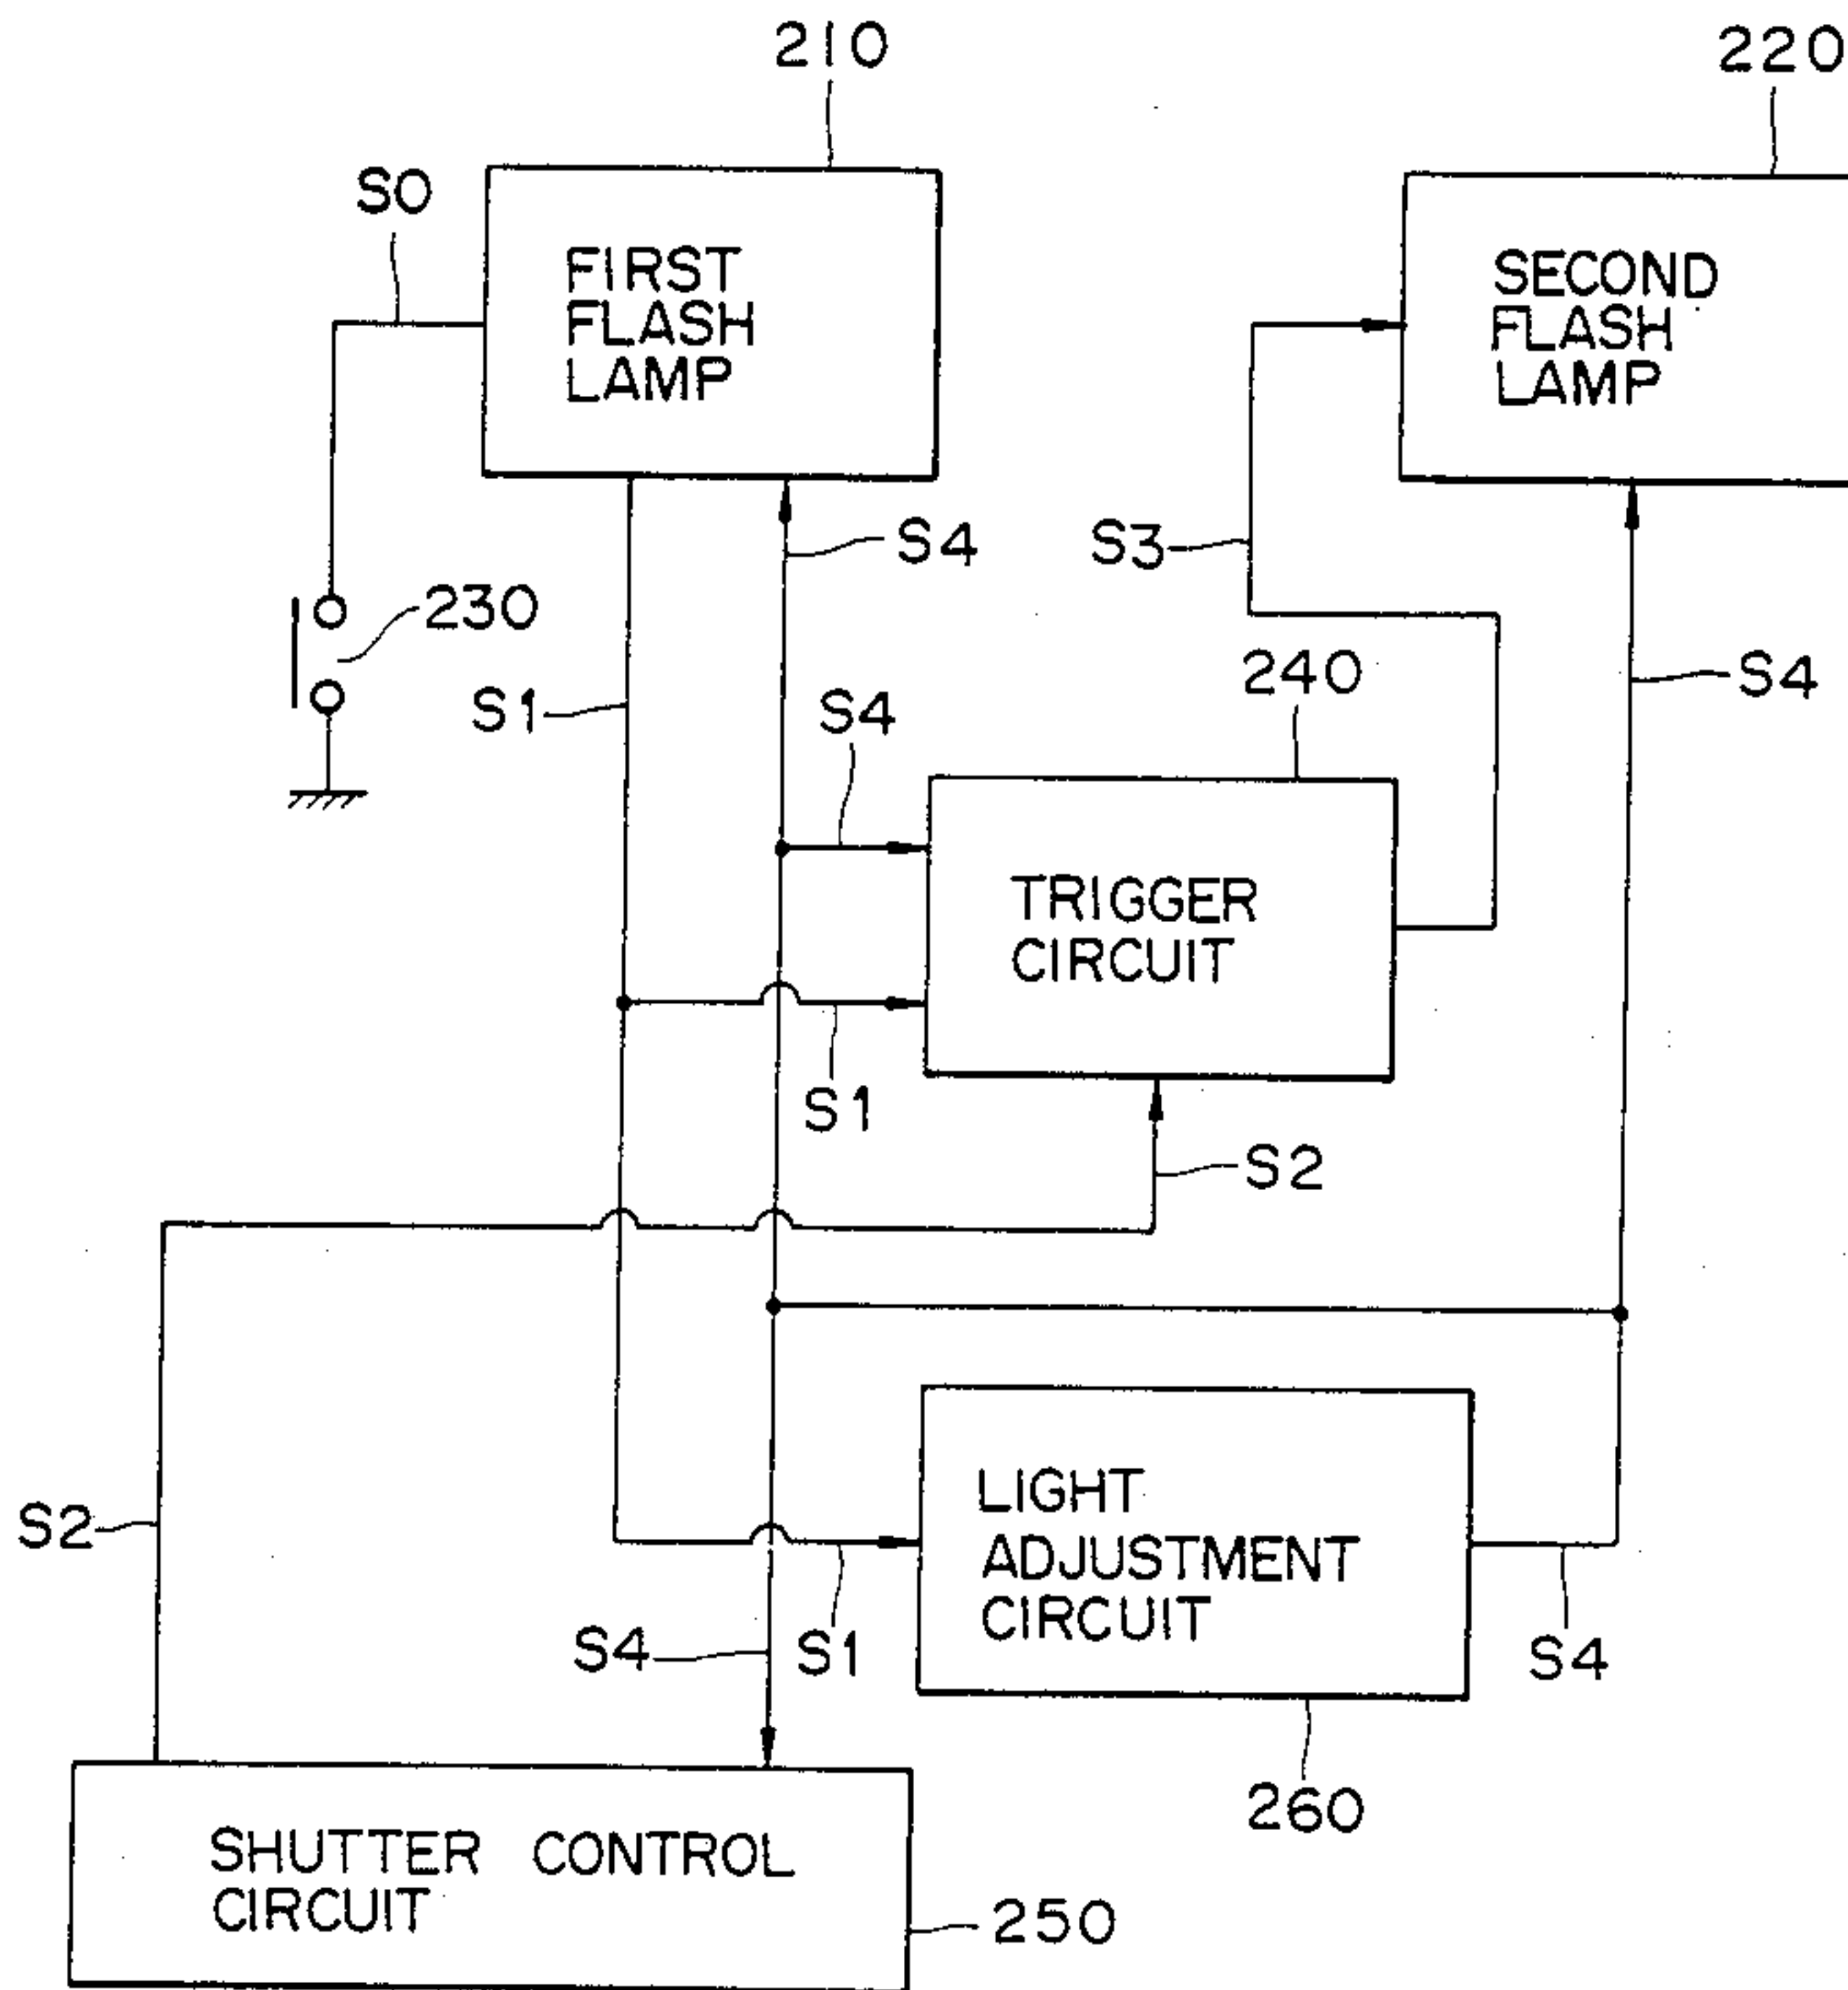 210
220
S0
FIRST
FLASH
LAMP
SECOND
FLASH
LAMP
S4
S3
230
240
S1
S4
S4
TRIGGER
CIRCUIT
S1
S2
LIGHT
ADJUSTMENT
CIRCUIT
S2
S4
S1
S4
260
SHUTTER CONTROL
CIRCUIT
250